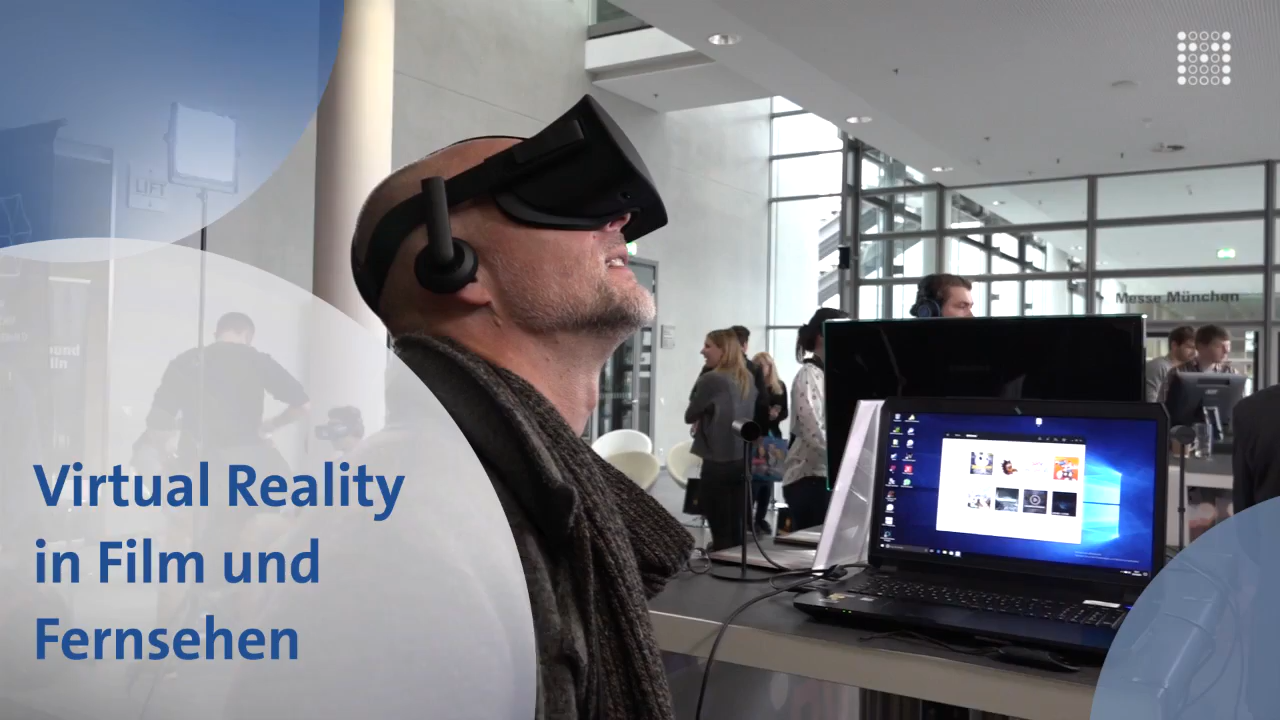 LIFT
Messe München
Virtual Reality
in Film und
Fernsehen